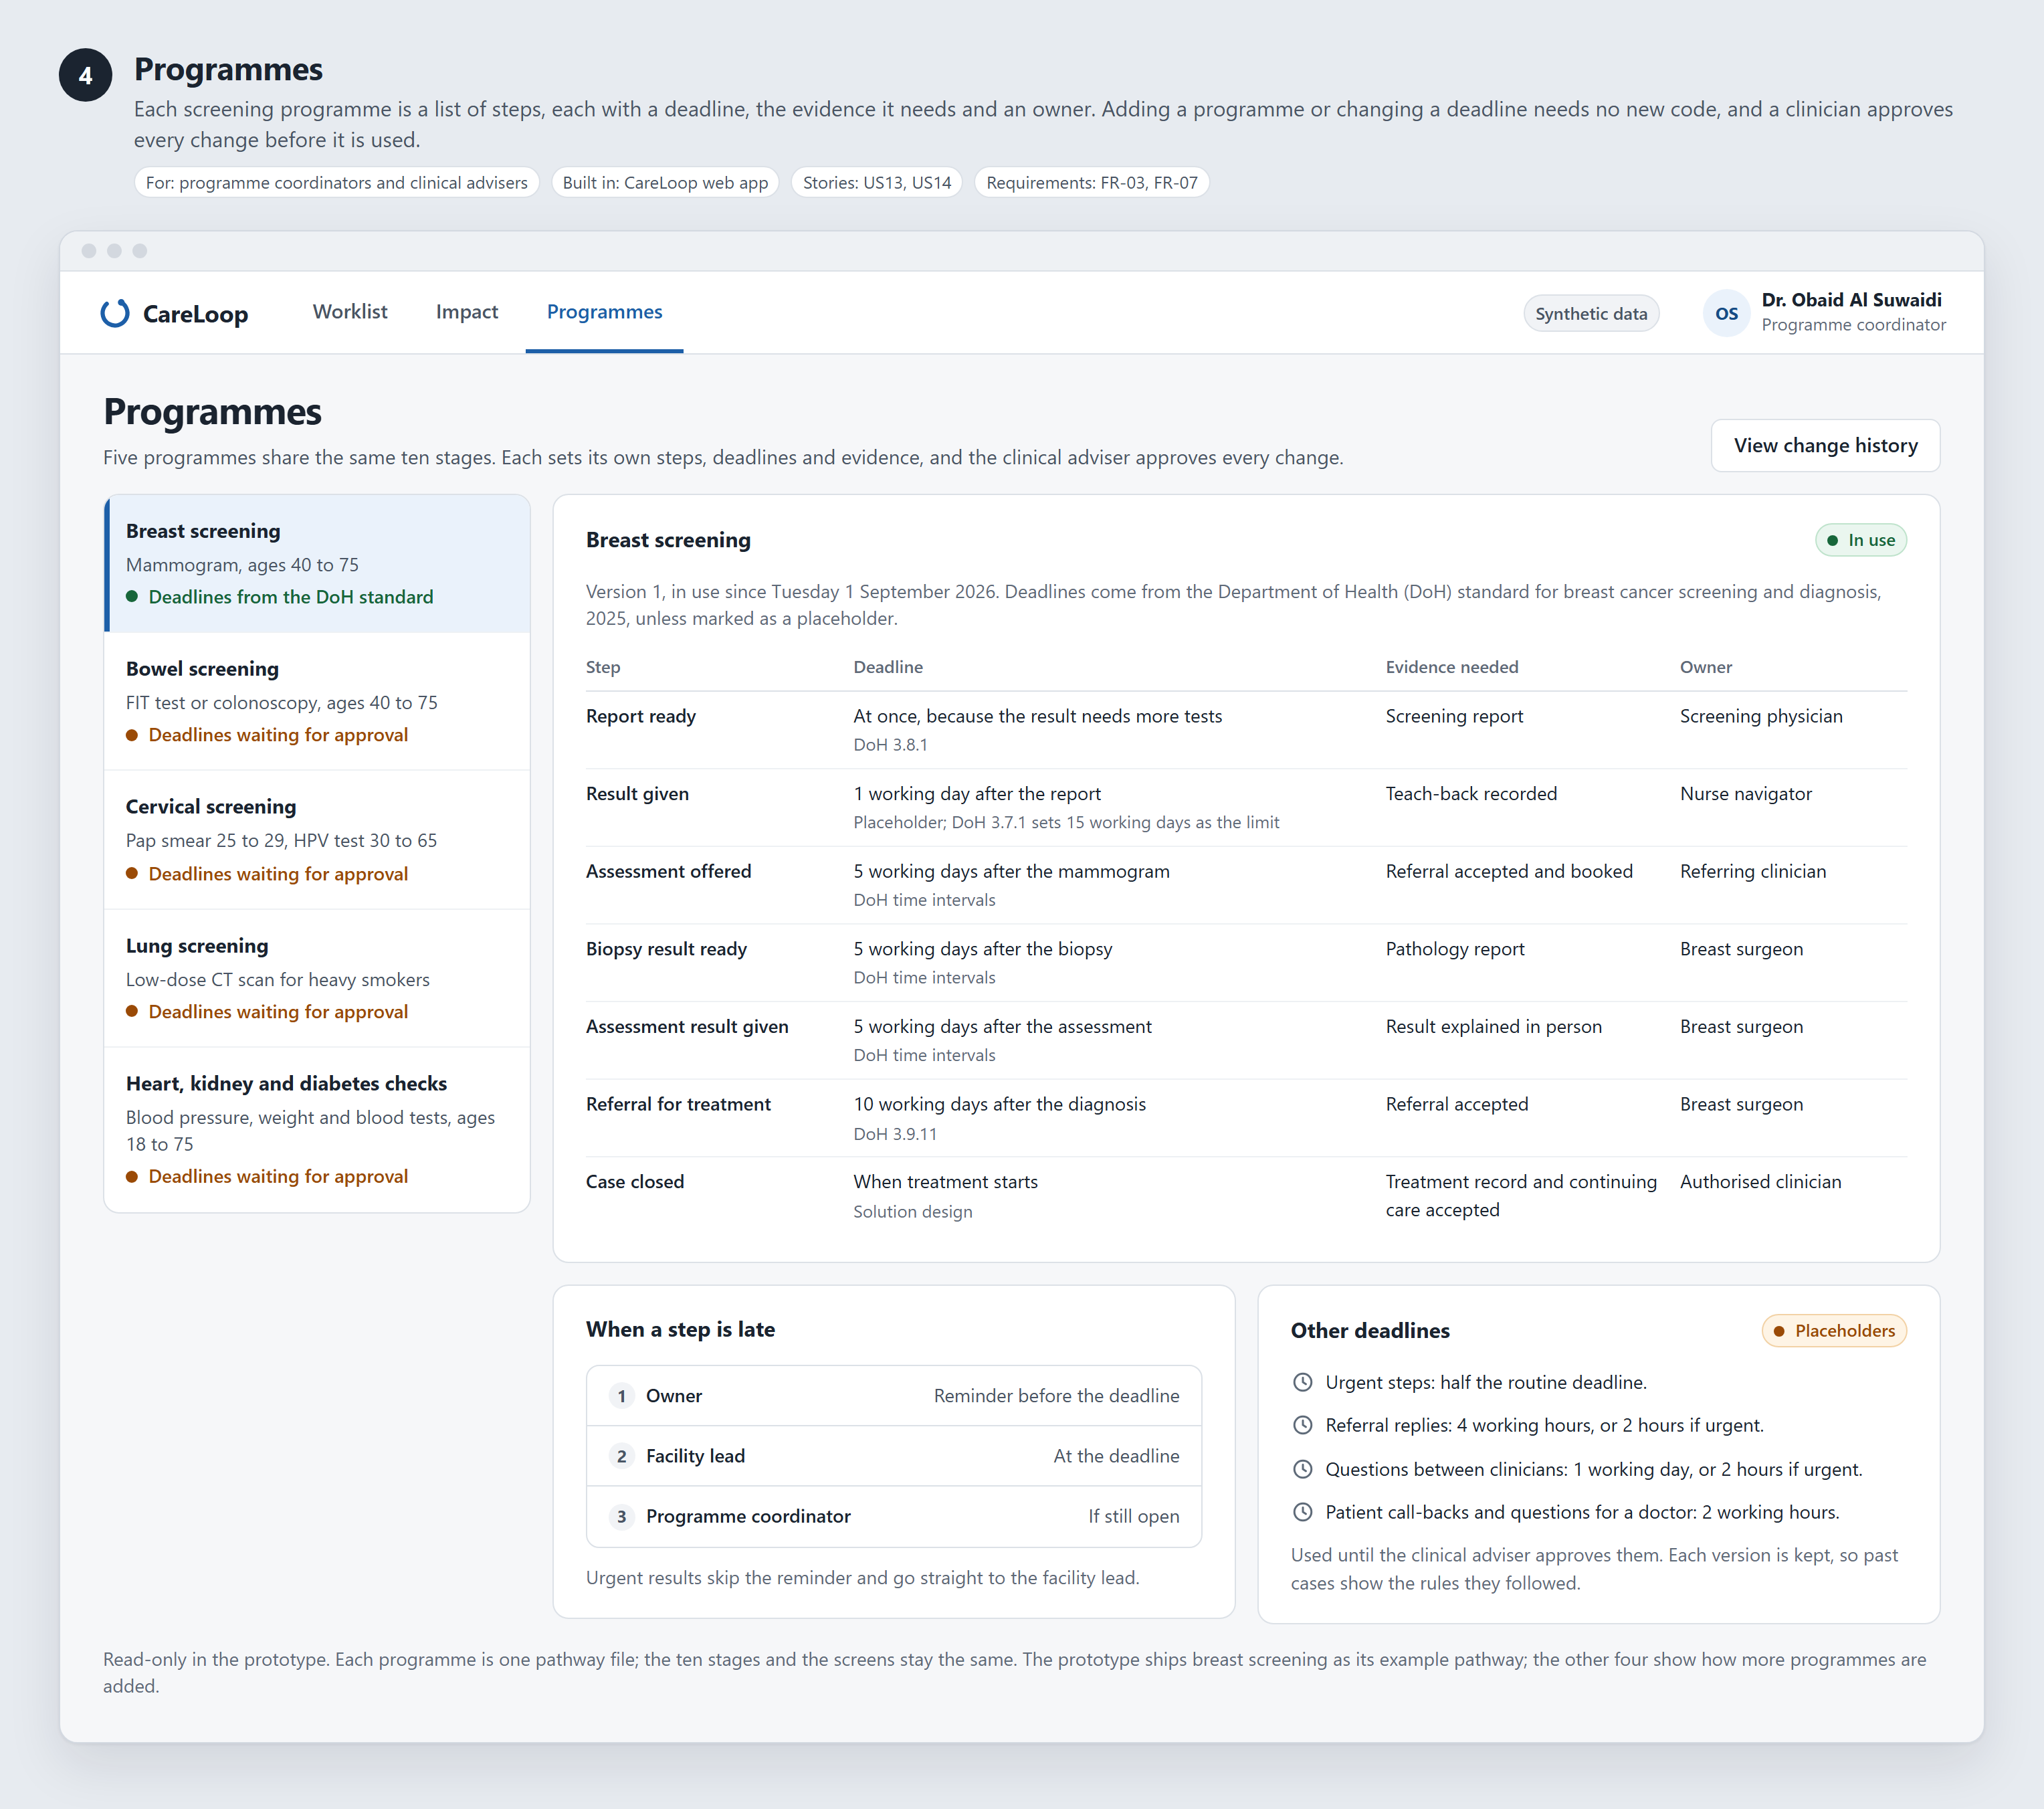 4
Programmes
Each screening programme is a list of steps, each with a deadline, the evidence it needs and an owner. Adding a programme or changing a deadline needs no new code, and a clinician approves
every change before it is used.
For: programme coordinators and clinical advisers
Built in: CareLoop web app
Stories: US13, US14
Requirements: FR-03, FR-07
CareLoop
Worklist
Impact
Programmes
Synthetic data
OS
Dr. Obaid Al Suwaidi
Programme coordinator
Programmes
Five programmes share the same ten stages. Each sets its own steps, deadlines and evidence, and the clinical adviser approves every change.
View change history
Breast screening
Mammogram, ages 40 to 75
Deadlines from the DoH standard
Bowel screening
FIT test or colonoscopy, ages 40 to 75
Deadlines waiting for approval
Cervical screening
Pap smear 25 to 29, HPV test 30 to 65
Deadlines waiting for approval
Lung screening
Low-dose CT scan for heavy smokers
Deadlines waiting for approval
Heart, kidney and diabetes checks
Blood pressure, weight and blood tests, ages
18 to 75
Deadlines waiting for approval
Breast screening
In use
Version 1, in use since Tuesday 1 September 2026. Deadlines come from the Department of Health (DoH) standard for breast cancer screening and diagnosis,
2025, unless marked as a placeholder.
Step Deadline Evidence needed Owner
Report ready At once, because the result needs more tests Screening report Screening physician
DoH 3.8.1
Result given 1 working day after the report Teach-back recorded Nurse navigator
Placeholder; DoH 3.7.1 sets 15 working days as the limit
Assessment offered 5 working days after the mammogram Referral accepted and booked Referring clinician
DoH time intervals
Biopsy result ready 5 working days after the biopsy Pathology report Breast surgeon
DoH time intervals
Assessment result given 5 working days after the assessment Result explained in person Breast surgeon
DoH time intervals
Referral for treatment 10 working days after the diagnosis Referral accepted Breast surgeon
DoH 3.9.11
Case closed When treatment starts Treatment record and continuing Authorised clinician
Solution design care accepted
When a step is late
1 Owner Reminder before the deadline
2 Facility lead At the deadline
3 Programme coordinator If still open
Urgent results skip the reminder and go straight to the facility lead.
Other deadlines
Placeholders
Urgent steps: half the routine deadline.
Referral replies: 4 working hours, or 2 hours if urgent.
Questions between clinicians: 1 working day, or 2 hours if urgent.
Patient call-backs and questions for a doctor: 2 working hours.
Used until the clinical adviser approves them. Each version is kept, so past
cases show the rules they followed.
Read-only in the prototype. Each programme is one pathway file; the ten stages and the screens stay the same. The prototype ships breast screening as its example pathway; the other four show how more programmes are
added.